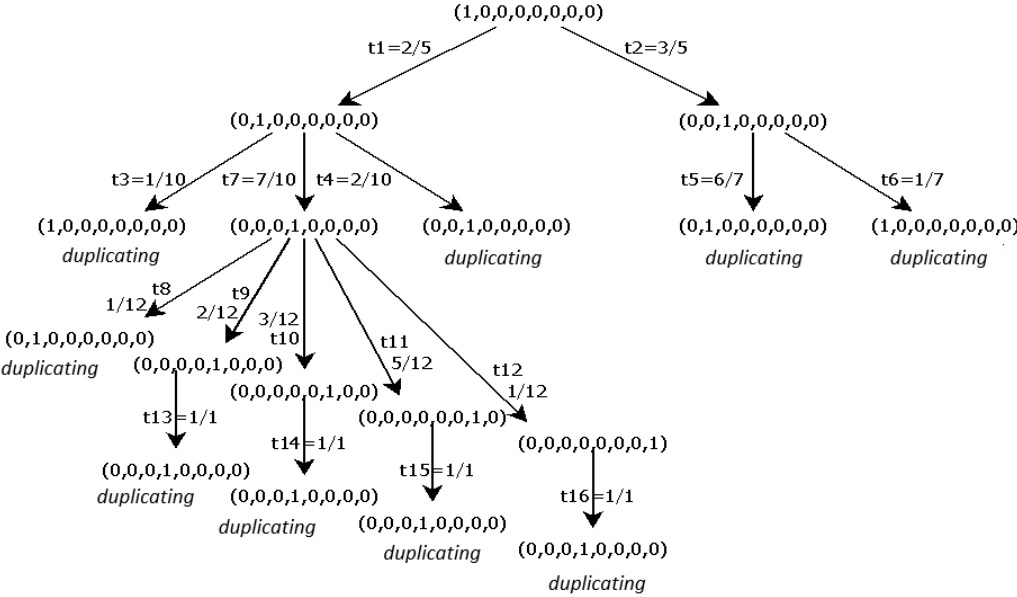 (1,0,0,0,0,0,0,0)
t1=2/5
t2=3/5
(0,1,0,0,0,0,0,0)
(0,0,1,0,0,0,0,0)
t3=1/10
t7=7/10
t4=2/10
t5=6/7
t6=1/7
(1,0,0,0,0,0,0,0)
(0,0,0,1,0,0,0,0)
(0,0,1,0,0,0,0,0)
(0,1,0,0,0,0,0,0)
(1,0,0,0,0,0,0,0)
duplicating
duplicating
duplicating
duplicating
t8
1/12
t9
2/12
3/12
t10
t11
5/12
t12
1/12
(0,1,0,0,0,0,0,0)
duplicating
(0,0,0,0,1,0,0,0)
(0,0,0,0,0,1,0,0)
(0,0,0,0,0,0,1,0)
(0,0,0,0,0,0,0,1)
t13=1/1
t14=1/1
t15=1/1
t16=1/1
(0,0,0,1,0,0,0,0)
duplicating
(0,0,0,1,0,0,0,0)
duplicating
(0,0,0,1,0,0,0,0)
duplicating
(0,0,0,1,0,0,0,0)
duplicating